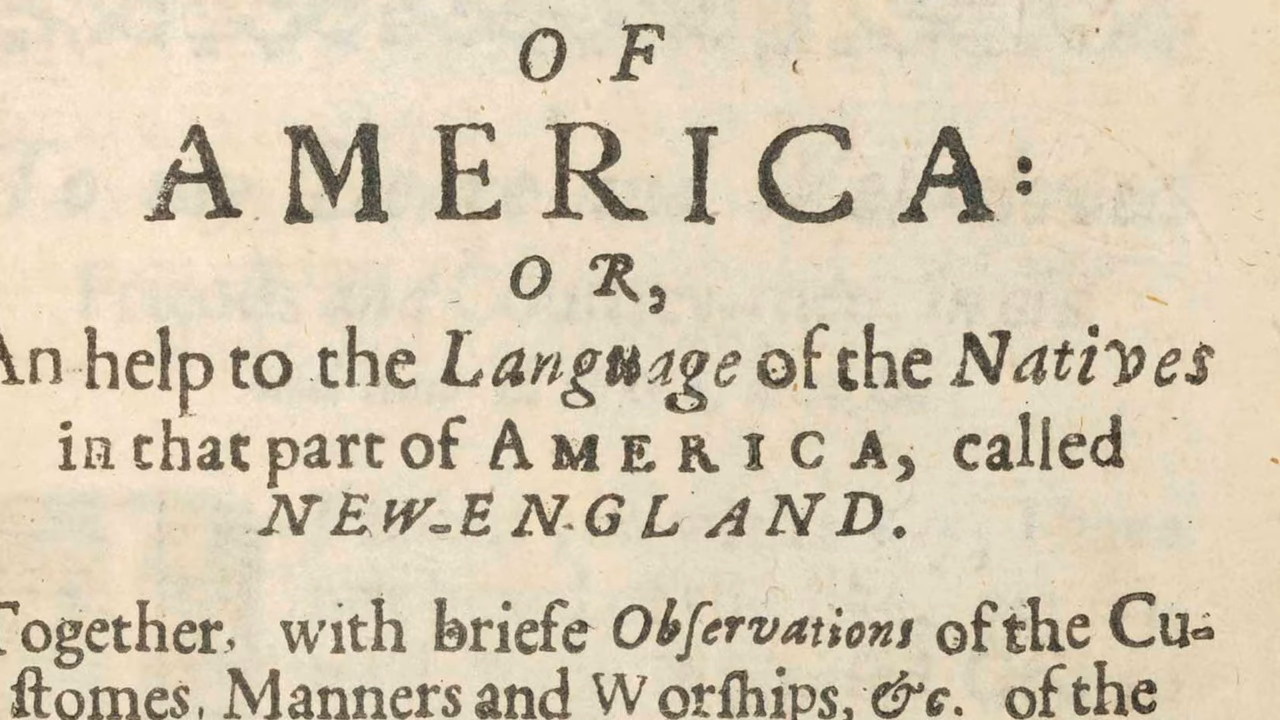 OF
AMERICA:
OR,
An help to the Language of the Natives
in that part of AMERICA, called
NEW-ENGLAND.
Together, with briefe Obſervations of the Cu-
ſtomes, Manners and Worſhips, &c. of the